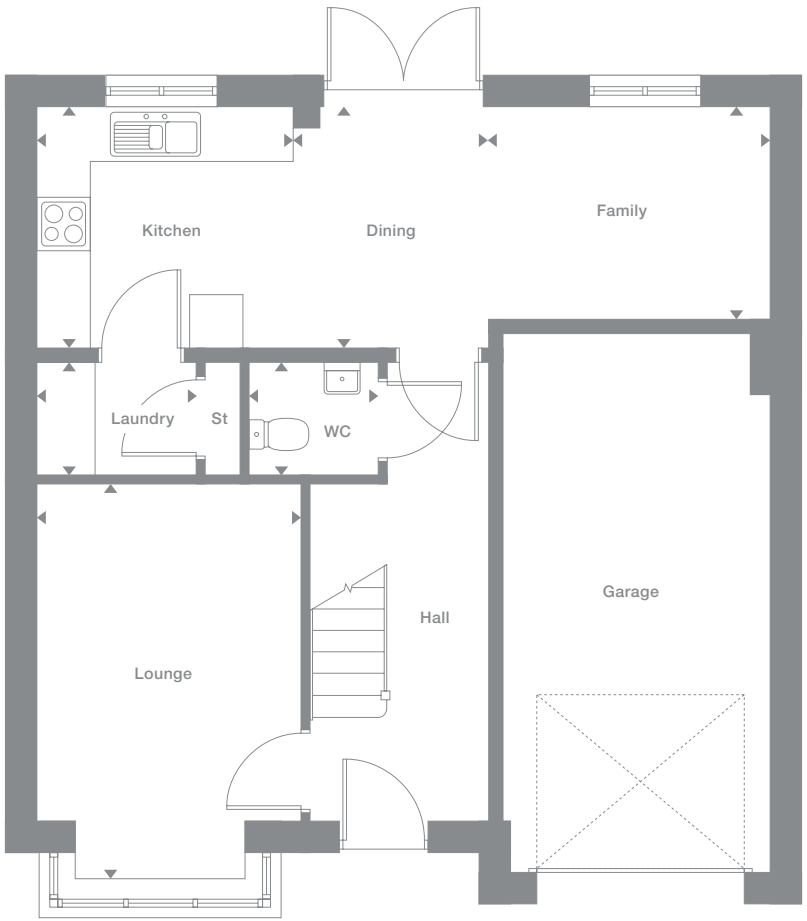 Family
Kitchen
Dining
Laundry
St
WC
Garage
Hall
Lounge